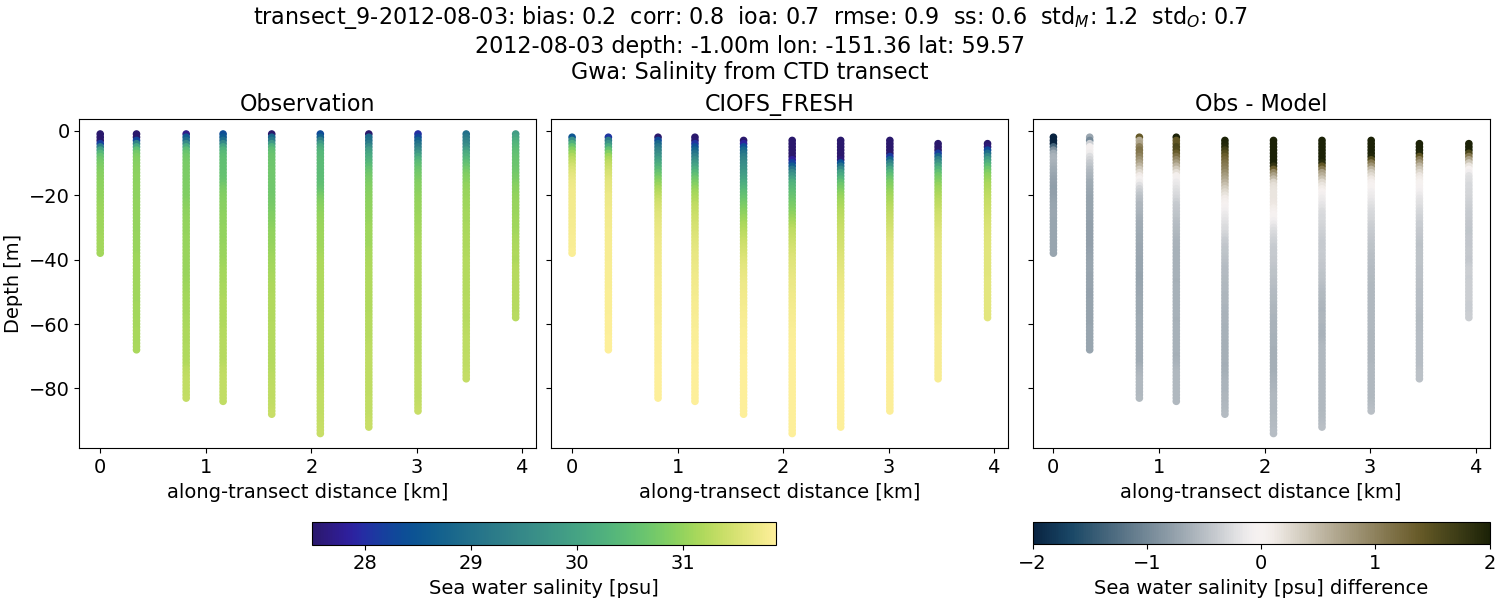 transect_9-2012-08-03: bias: 0.2 corr: 0.8 ioa: 0.7 rmse: 0.9 ss: 0.6 std_M: 1.2 std_O: 0.7
2012-08-03 depth: -1.00m lon: -151.36 lat: 59.57
Gwa: Salinity from CTD transect
Observation
CIOFS_FRESH
Obs - Model
Depth [m]
0
−20
−40
−60
−80
0 1 2 3 4
0 1 2 3 4
0 1 2 3 4
along-transect distance [km]
along-transect distance [km]
along-transect distance [km]
28 29 30 31
Sea water salinity [psu]
−2 −1 0 1 2
Sea water salinity [psu] difference